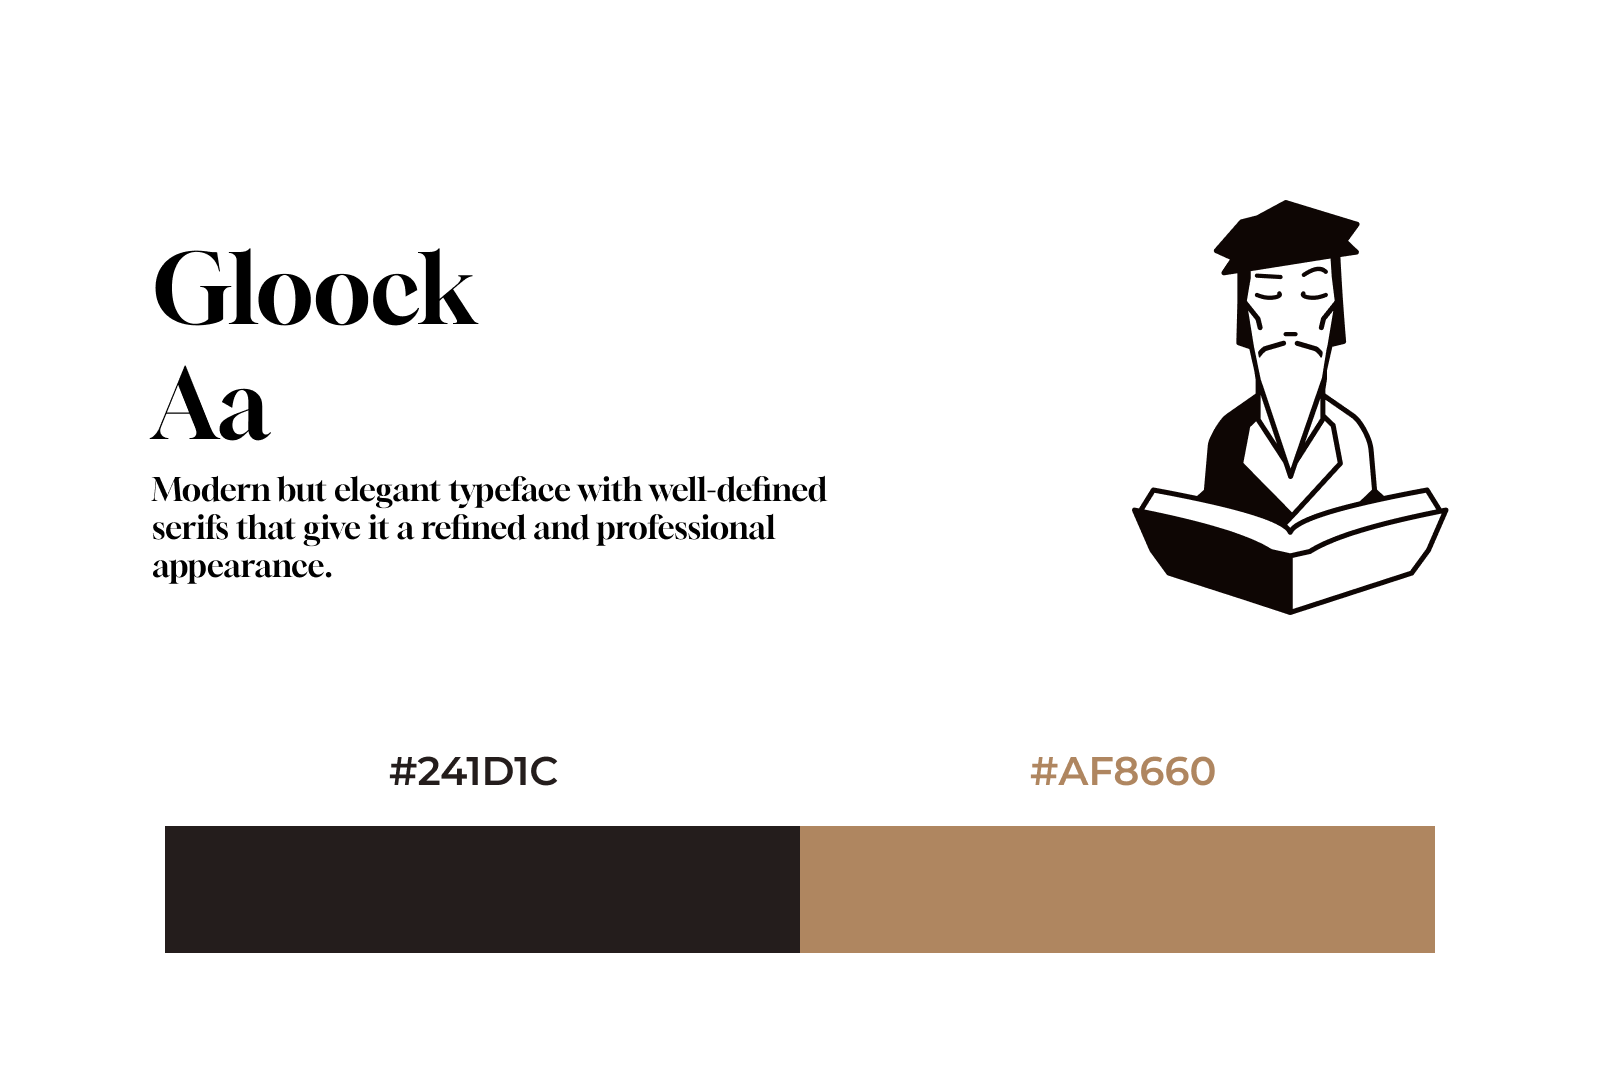 Gloock
Aa
Modern but elegant typeface with well-defined
serifs that give it a refined and professional
appearance.
#241D1C
#AF8660